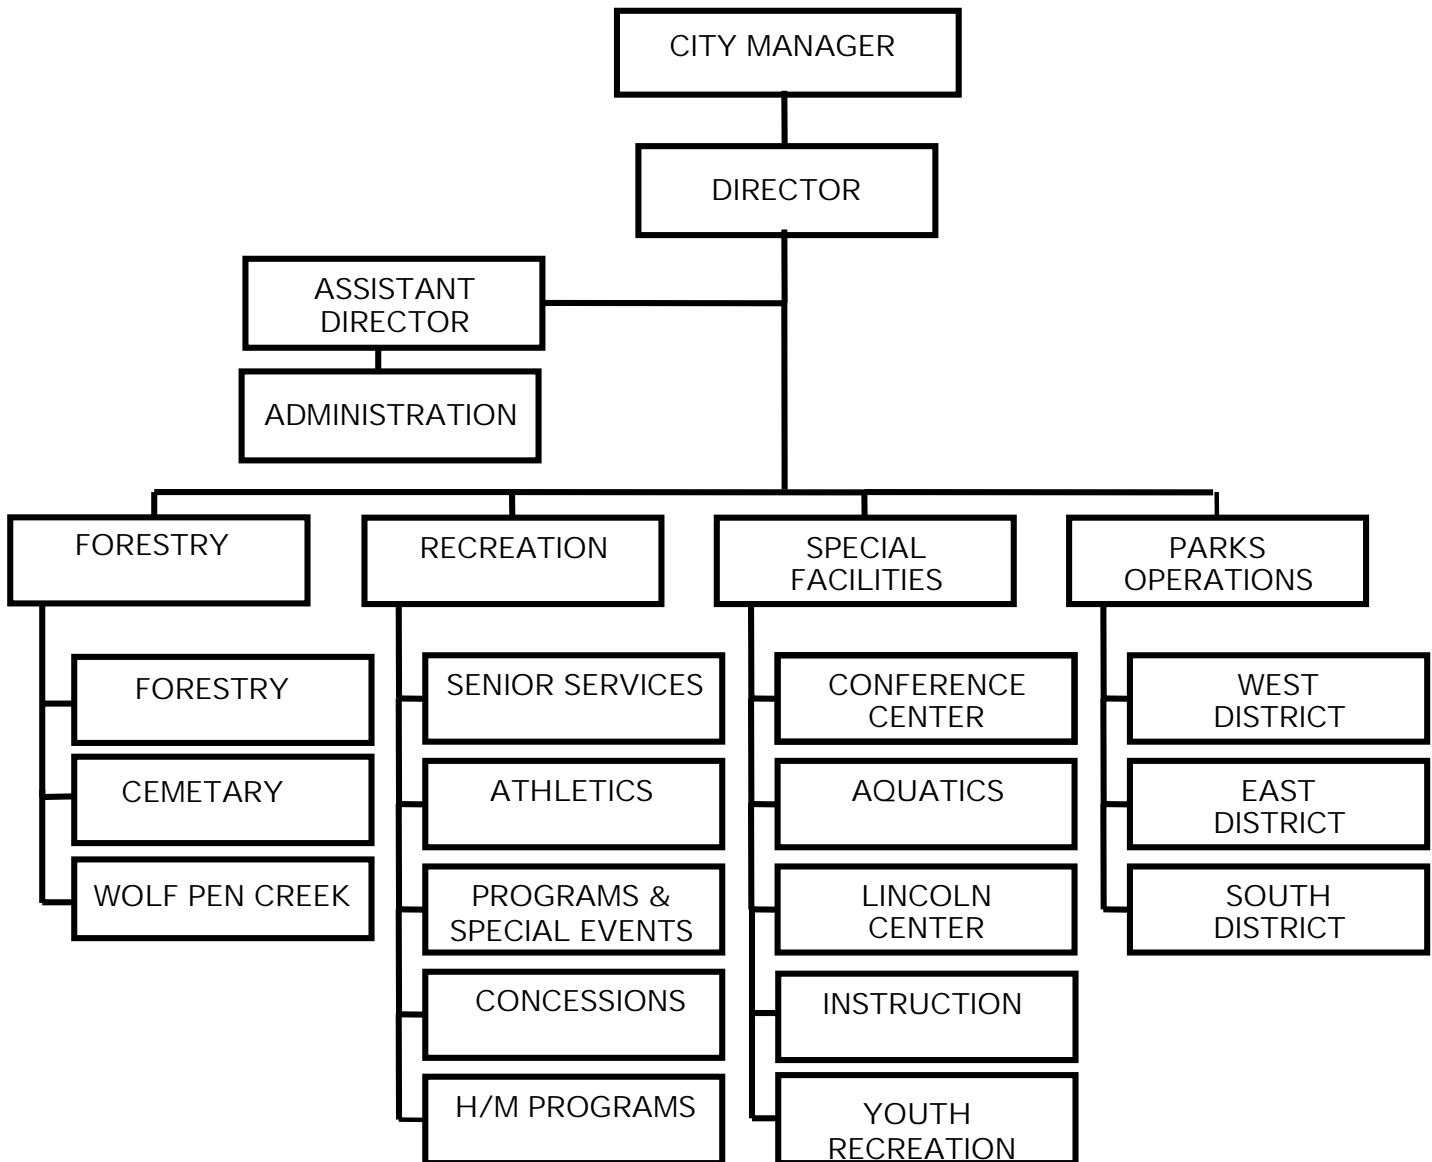 CITY MANAGER
DIRECTOR
ASSISTANT
DIRECTOR
ADMINISTRATION
FORESTRY
RECREATION
SPECIAL
FACILITIES
PARKS
OPERATIONS
FORESTRY
CEMETARY
WOLF PEN CREEK
SENIOR SERVICES
ATHLETICS
PROGRAMS &
SPECIAL EVENTS
CONCESSIONS
H/M PROGRAMS
CONFERENCE
CENTER
AQUATICS
LINCOLN
CENTER
INSTRUCTION
YOUTH
RECREATION
WEST
DISTRICT
EAST
DISTRICT
SOUTH
DISTRICT